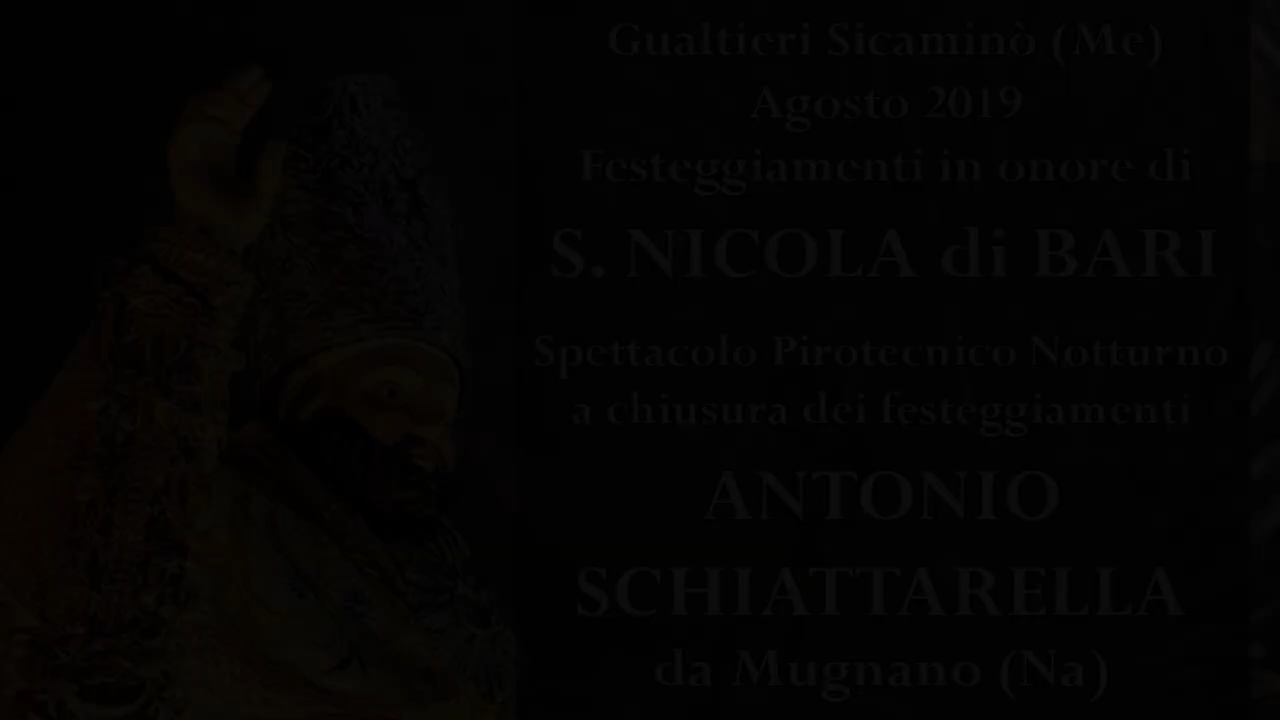 Gualtieri Sicaminò (Me)
Agosto 2019
Festeggiamenti in onore di
S. NICOLA di BARI
Spettacolo Pirotecnico Notturno
a chiusura dei festeggiamenti
ANTONIO
SCHIATTARELLA
da Mugnano (Na)